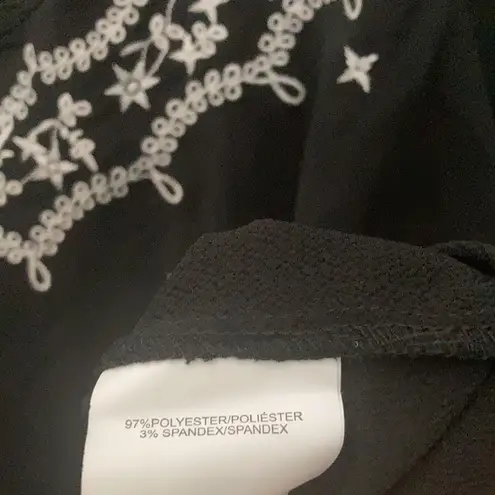 97%POLYESTER/POLIÉSTER
3% SPANDEX/SPANDEX